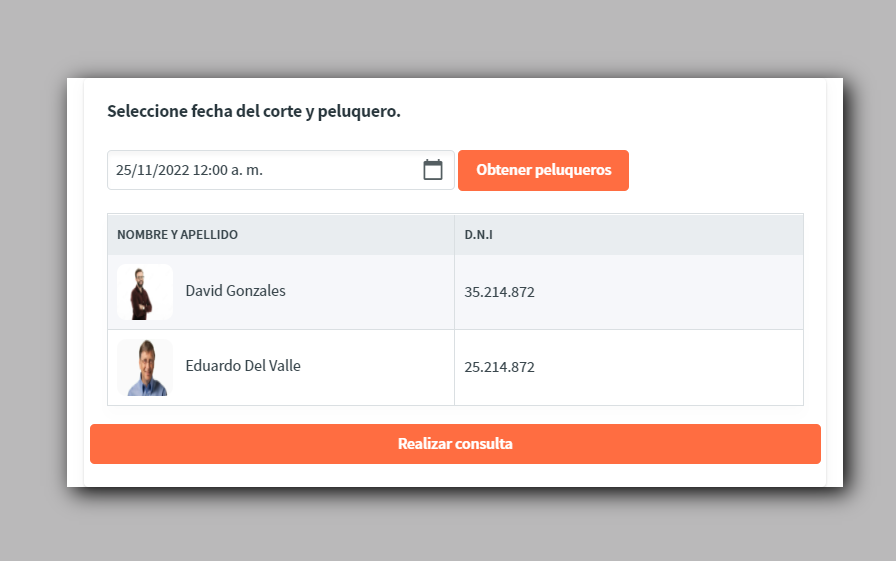 Seleccione fecha del corte y peluquero.
25/11/2022 12:00 a. m.
Obtener peluqueros
NOMBRE Y APELLIDO
D.N.I
David Gonzales
35.214.872
Eduardo Del Valle
25.214.872
Realizar consulta